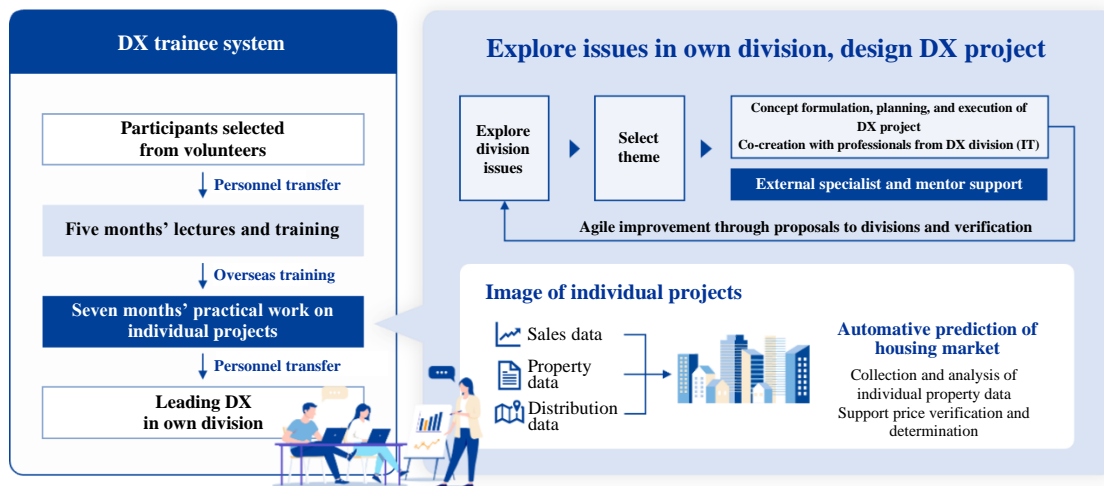 DX trainee system
Participants selected
from volunteers
Personnel transfer
Five months’ lectures and training
Overseas training
Seven months’ practical work on
individual projects
Personnel transfer
Leading DX
in own division
Explore issues in own division, design DX project
Explore
division
issues
Select
theme
Concept formulation, planning, and execution of
DX project
Co-creation with professionals from DX division (IT)
External specialist and mentor support
Agile improvement through proposals to divisions and verification
Image of individual projects
Sales data
Property
data
Distribution
data
Automative prediction of
housing market
Collection and analysis of
individual property data
Support price verification and
determination